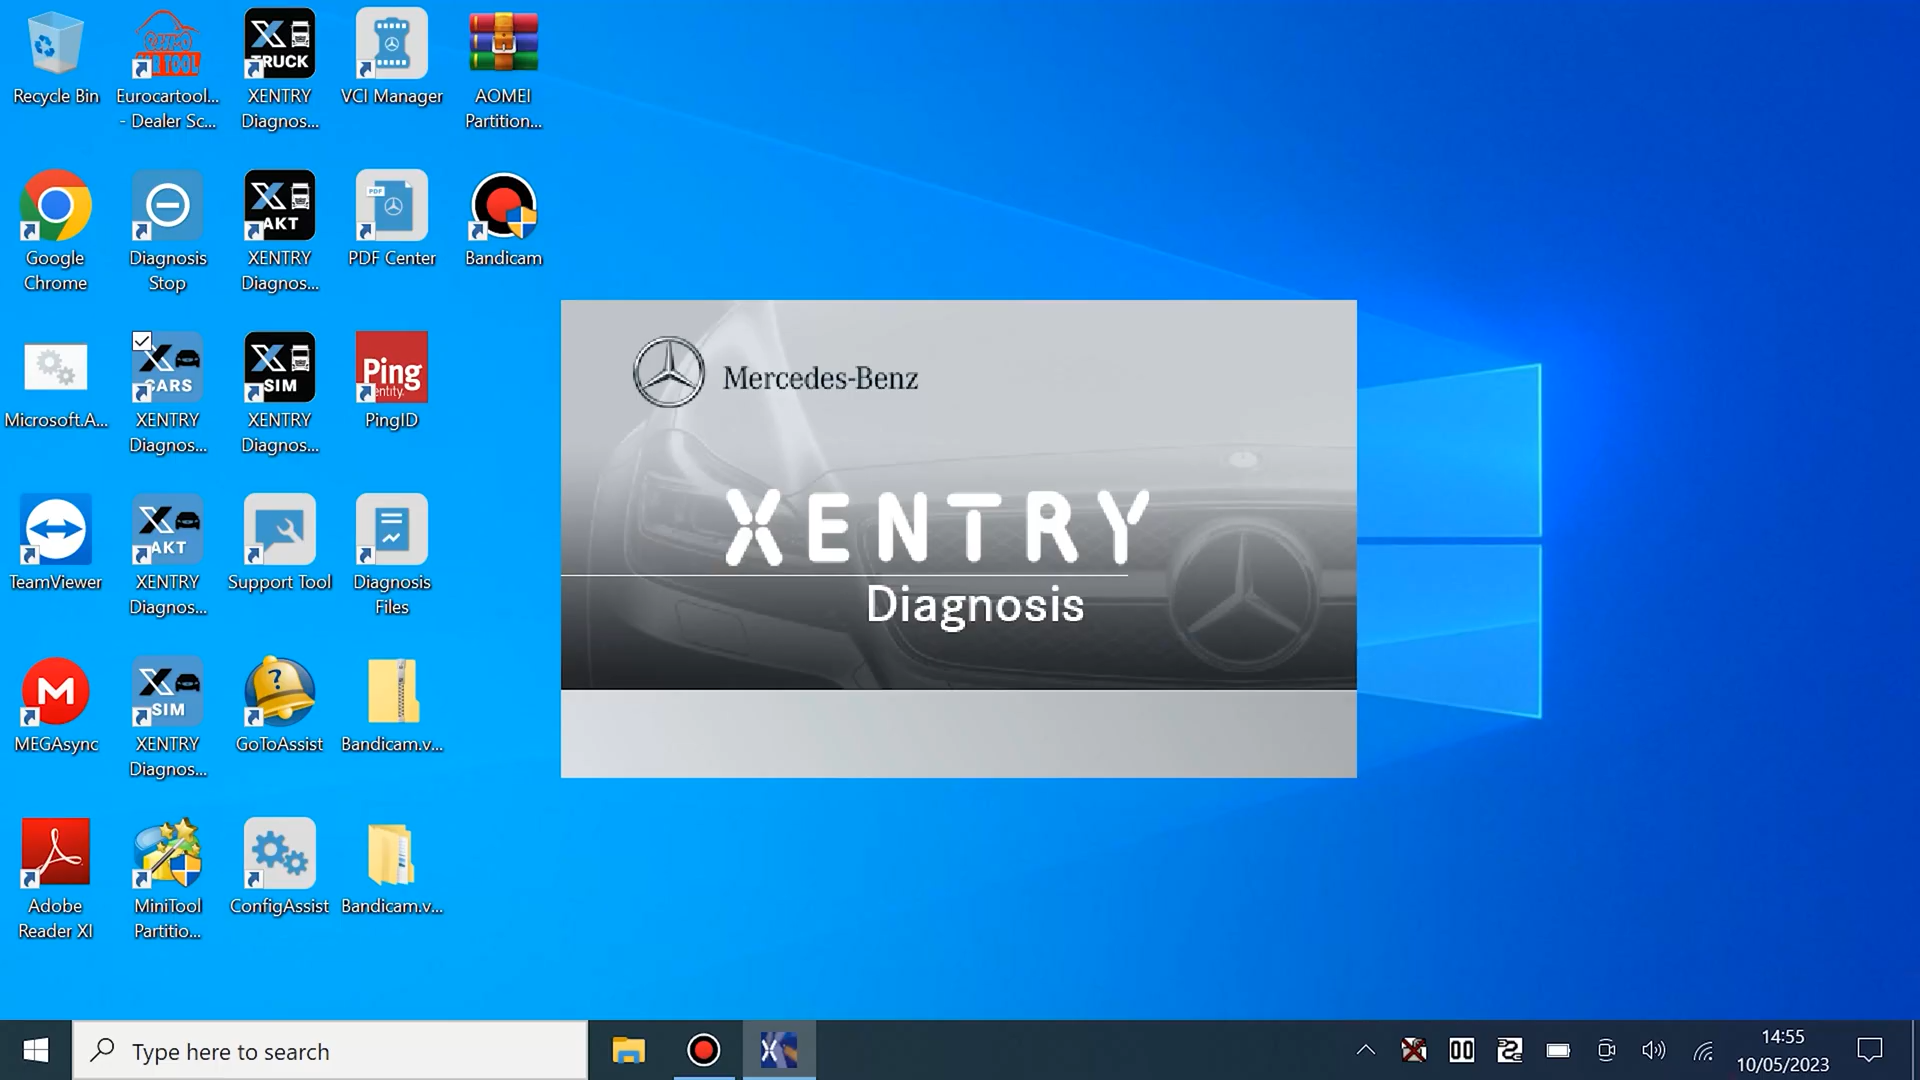 Recycle Bin
Eurocartool...
- Dealer Sc...
TRUCK
XENTRY
Diagnos...
VCI Manager
AOMEI
Partition...
Google
Chrome
Diagnosis
Stop
AKT
XENTRY
Diagnos...
PDF
PDF Center
Bandicam
Microsoft.A...
CARS
XENTRY
Diagnos...
SIM
XENTRY
Diagnos...
Ping
entity.
PingID
TeamViewer
AKT
XENTRY
Diagnos...
Support Tool
Diagnosis
Files
MEGAsync
SIM
XENTRY
Diagnos...
GoToAssist
Bandicam.v...
Adobe
Reader XI
MiniTool
Partitio...
ConfigAssist
Bandicam.v...
Mercedes-Benz
XENTRY
Diagnosis
Type here to search
00
14:55
10/05/2023